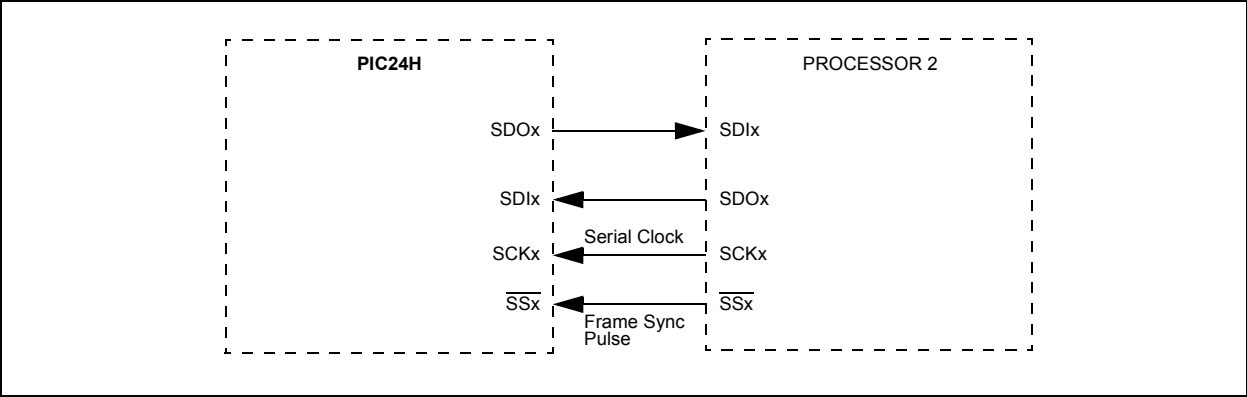 PIC24H
PROCESSOR 2
SDOx
SDIx
SDIx
SDOx
Serial Clock
SCKx
SCKx
SSx
SSx
Frame Sync
Pulse